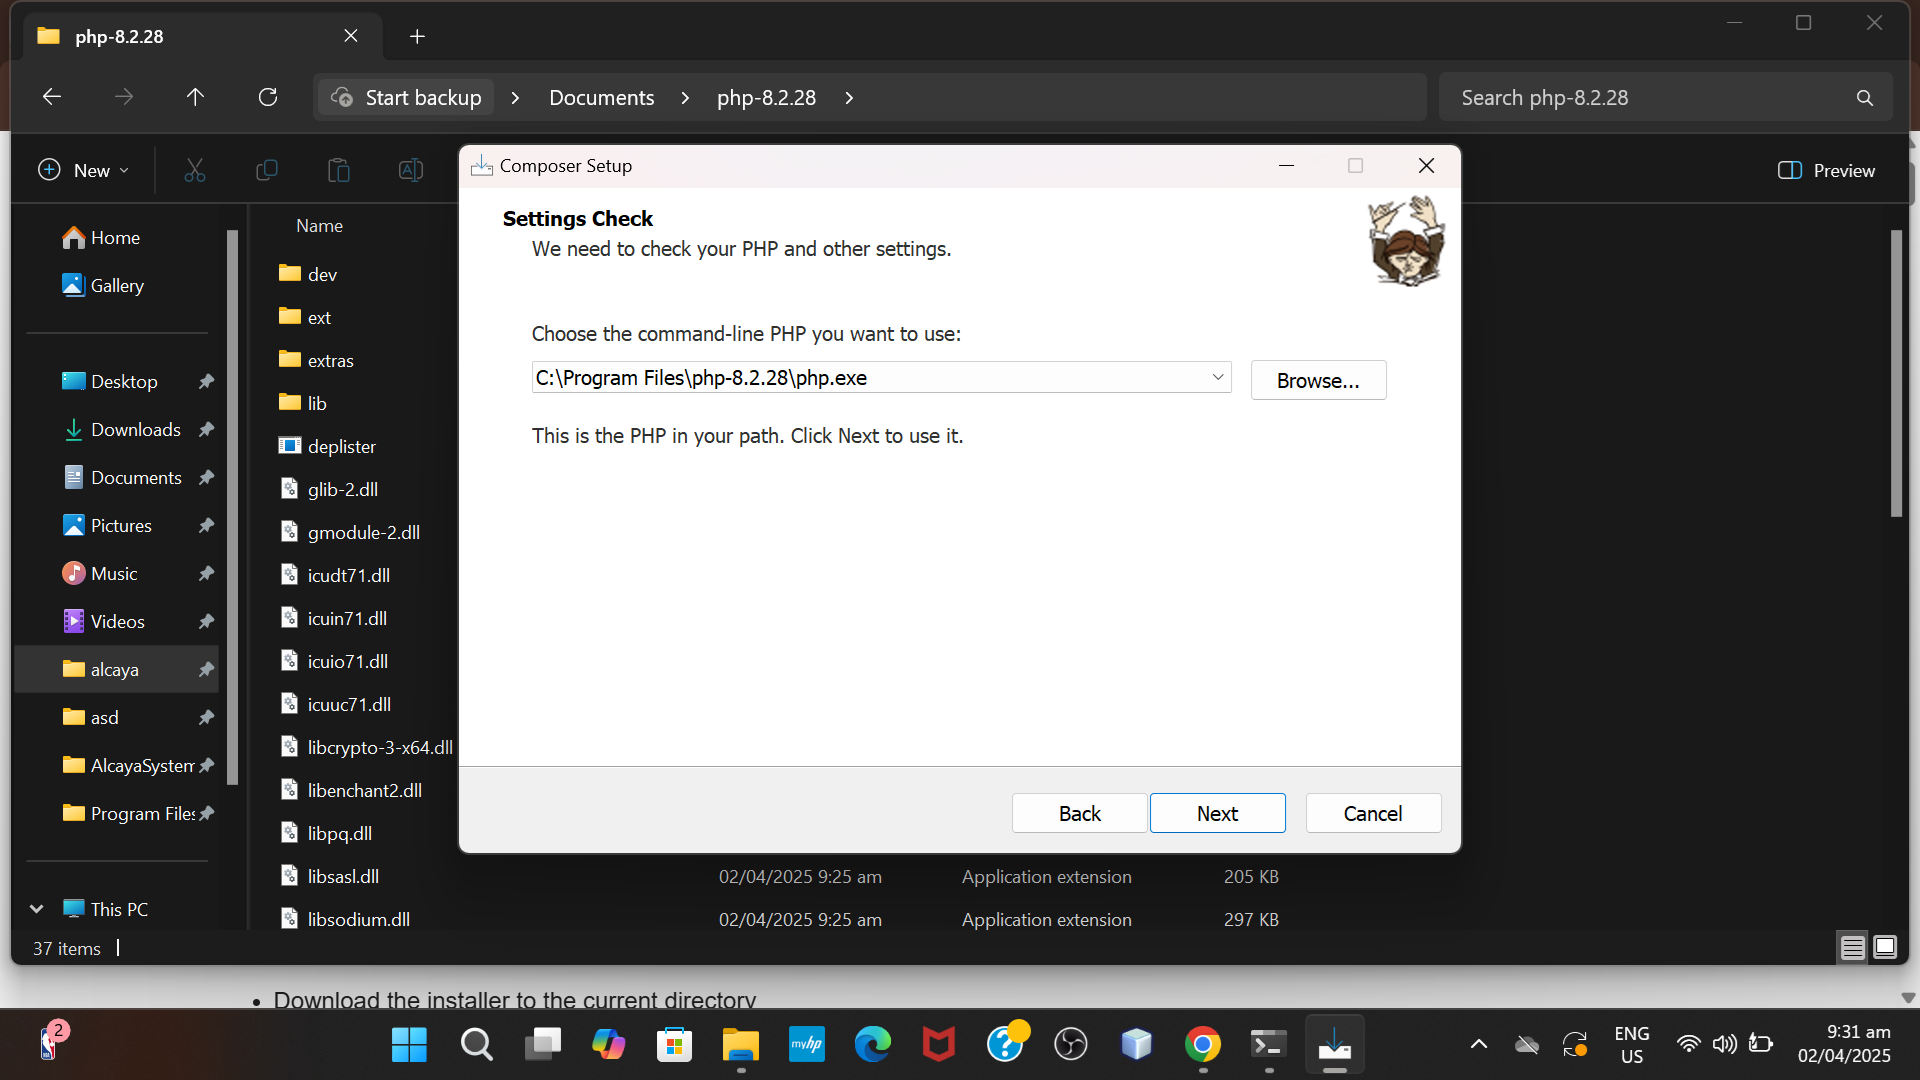 php-8.2.28
Start backup
Documents
php-8.2.28
Search php-8.2.28
New
Preview
Composer Setup
Settings Check
We need to check your PHP and other settings.
Choose the command-line PHP you want to use:
C:\Program Files\php-8.2.28\php.exe
Browse...
This is the PHP in your path. Click Next to use it.
Back
Next
Cancel
Home
Gallery
Desktop
Downloads
Documents
Pictures
Music
Videos
alcaya
asd
AlcayaSystem
Program Files
This PC
Name
dev
ext
extras
lib
deplister
glib-2.dll
gmodule-2.dll
icudt71.dll
icuin71.dll
icuio71.dll
icuuc71.dll
libcrypto-3-x64.dll
libenchant2.dll
libpq.dll
libsasl.dll 02/04/2025 9:25 am Application extension 205 KB
libsodium.dll 02/04/2025 9:25 am Application extension 297 KB
37 items
• Download the installer to the current directory
2
myhp
ENG
US
9:31 am
02/04/2025